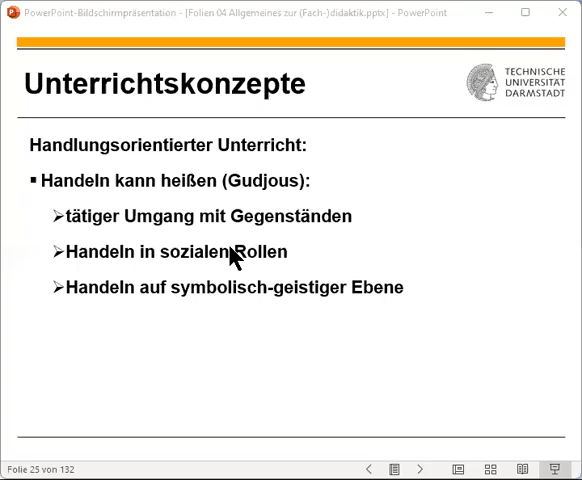 PowerPoint-Bildschirmpräsentation - [Folien 04 Allgemeines zur (Fach-)didaktik.pptx] - PowerPoint
Unterrichtskonzepte
TECHNISCHE
UNIVERSITÄT
DARMSTADT
Handlungsorientierter Unterricht:
▪ Handeln kann heißen (Gudjous):
➢tätiger Umgang mit Gegenständen
➢Handeln in sozialen Rollen
➢Handeln auf symbolisch-geistiger Ebene
Folie 25 von 132